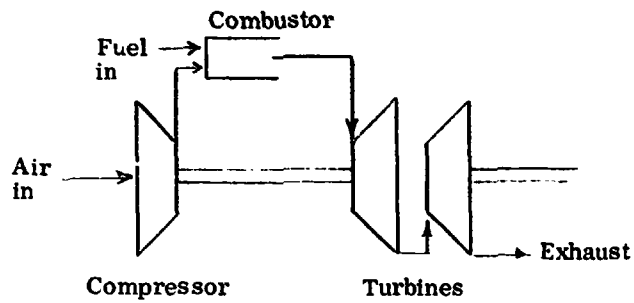 Combustor
Fuel
in
Air
in
Exhaust
Compressor
Turbines